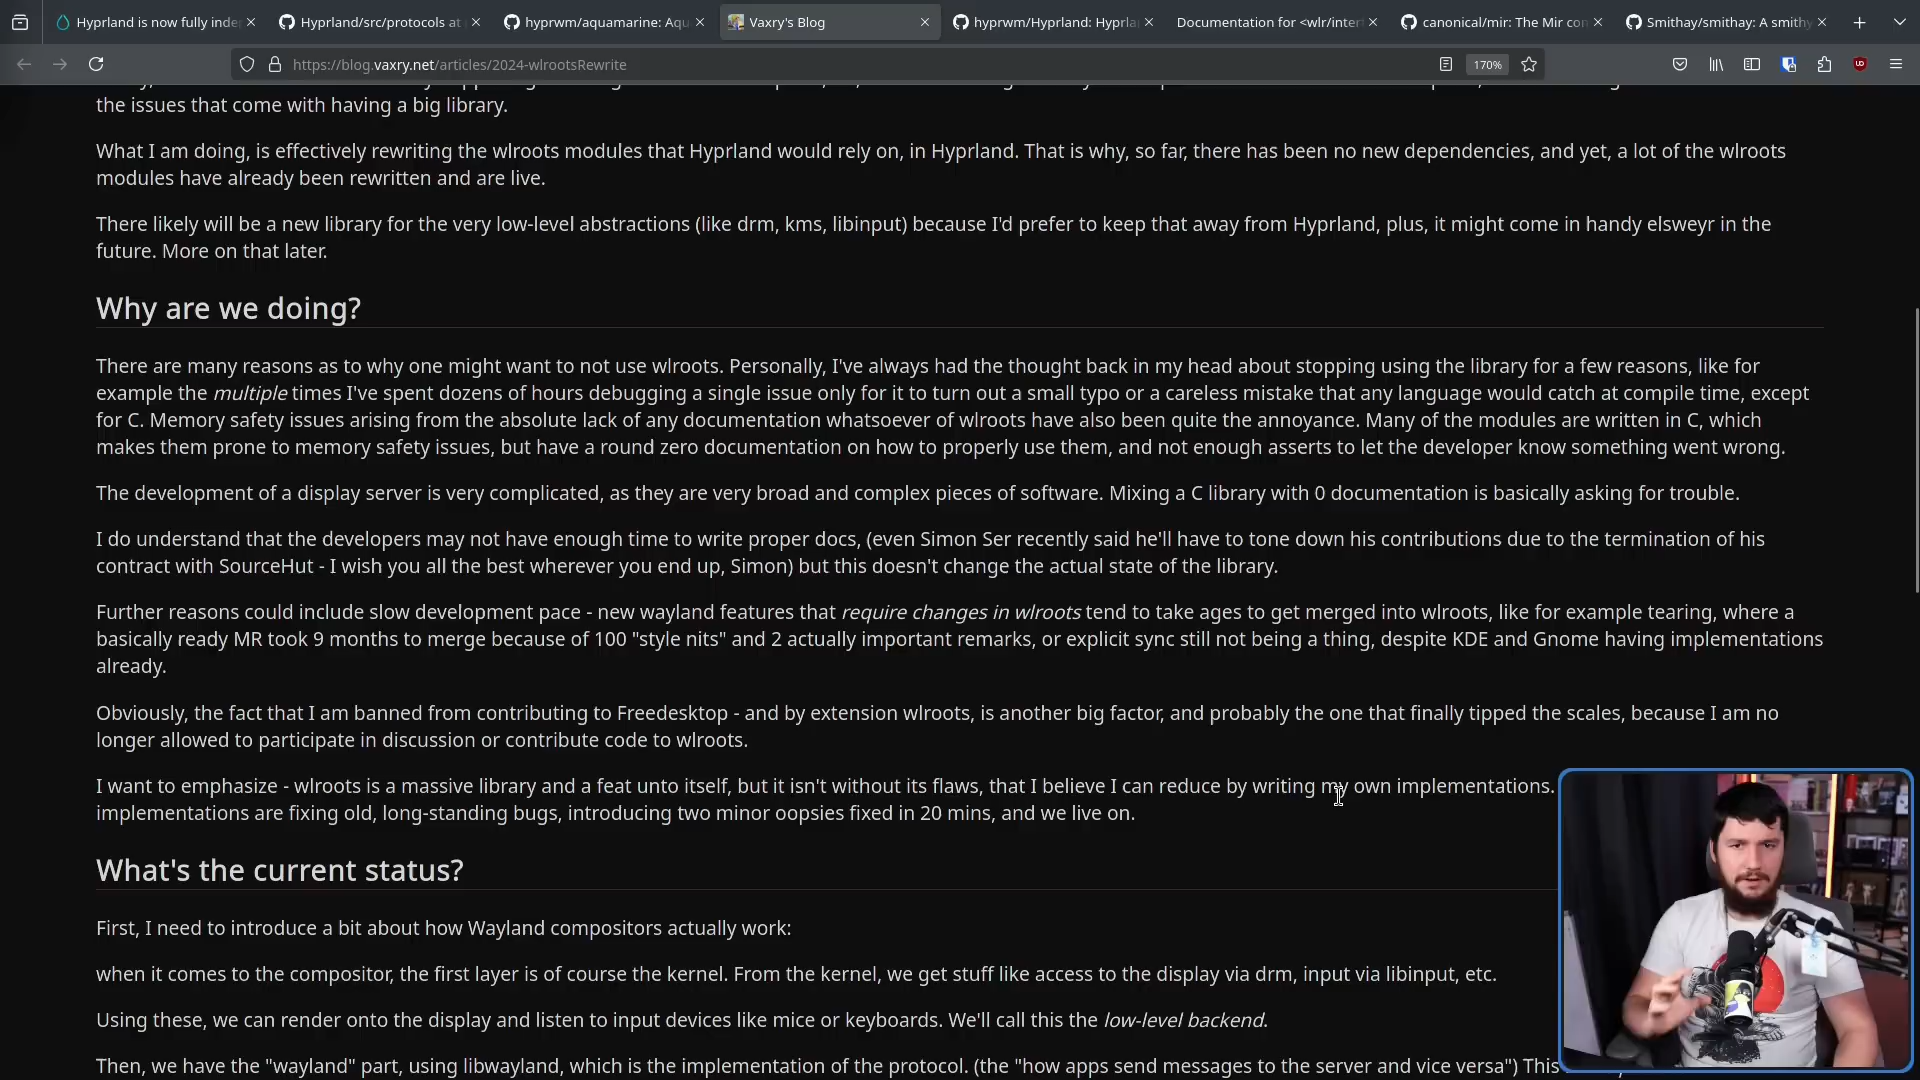 Hyprland is now fully inde
Hyprland/src/protocols at
hyprwm/aquamarine: Aqu
Vaxry's Blog
hyprwm/Hyprland: Hyprla
Documentation for <wlr/inter
canonical/mir: The Mir con
Smithay/smithay: A smithy
https://blog.vaxry.net/articles/2024-wlrootsRewrite
170%
the issues that come with having a big library.
What I am doing, is effectively rewriting the wlroots modules that Hyprland would rely on, in Hyprland. That is why, so far, there has been no new dependencies, and yet, a lot of the wlroots
modules have already been rewritten and are live.
There likely will be a new library for the very low-level abstractions (like drm, kms, libinput) because I'd prefer to keep that away from Hyprland, plus, it might come in handy elsweyr in the
future. More on that later.
Why are we doing?
There are many reasons as to why one might want to not use wlroots. Personally, I've always had the thought back in my head about stopping using the library for a few reasons, like for
example the multiple times I've spent dozens of hours debugging a single issue only for it to turn out a small typo or a careless mistake that any language would catch at compile time, except
for C. Memory safety issues arising from the absolute lack of any documentation whatsoever of wlroots have also been quite the annoyance. Many of the modules are written in C, which
makes them prone to memory safety issues, but have a round zero documentation on how to properly use them, and not enough asserts to let the developer know something went wrong.
The development of a display server is very complicated, as they are very broad and complex pieces of software. Mixing a C library with 0 documentation is basically asking for trouble.
I do understand that the developers may not have enough time to write proper docs, (even Simon Ser recently said he'll have to tone down his contributions due to the termination of his
contract with SourceHut - I wish you all the best wherever you end up, Simon) but this doesn't change the actual state of the library.
Further reasons could include slow development pace - new wayland features that require changes in wlroots tend to take ages to get merged into wlroots, like for example tearing, where a
basically ready MR took 9 months to merge because of 100 "style nits" and 2 actually important remarks, or explicit sync still not being a thing, despite KDE and Gnome having implementations
already.
Obviously, the fact that I am banned from contributing to Freedesktop - and by extension wlroots, is another big factor, and probably the one that finally tipped the scales, because I am no
longer allowed to participate in discussion or contribute code to wlroots.
I want to emphasize - wlroots is a massive library and a feat unto itself, but it isn't without its flaws, that I believe I can reduce by writing my own implementations.
implementations are fixing old, long-standing bugs, introducing two minor oopsies fixed in 20 mins, and we live on.
What's the current status?
First, I need to introduce a bit about how Wayland compositors actually work:
when it comes to the compositor, the first layer is of course the kernel. From the kernel, we get stuff like access to the display via drm, input via libinput, etc.
Using these, we can render onto the display and listen to input devices like mice or keyboards. We'll call this the low-level backend.
Then, we have the "wayland" part, using libwayland, which is the implementation of the protocol. (the "how apps send messages to the server and vice versa") This